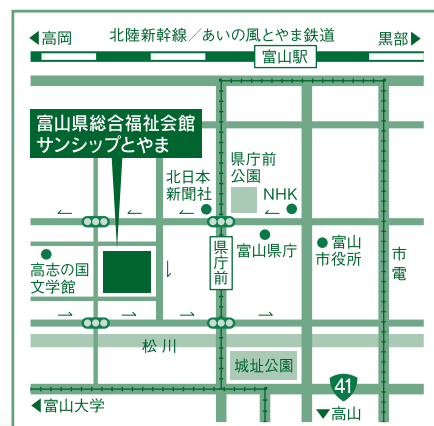 ◀高岡
北陸新幹線／あいの風とやま鉄道
黒部▶
富山駅
富山県総合福祉会館
サンシップとやま
県庁前
公園
北日本
新聞社
NHK
県庁前
富山県庁
富山
市役所
市電
高志の国
文学館
松川
城址公園
41
◀富山大学
▼高山